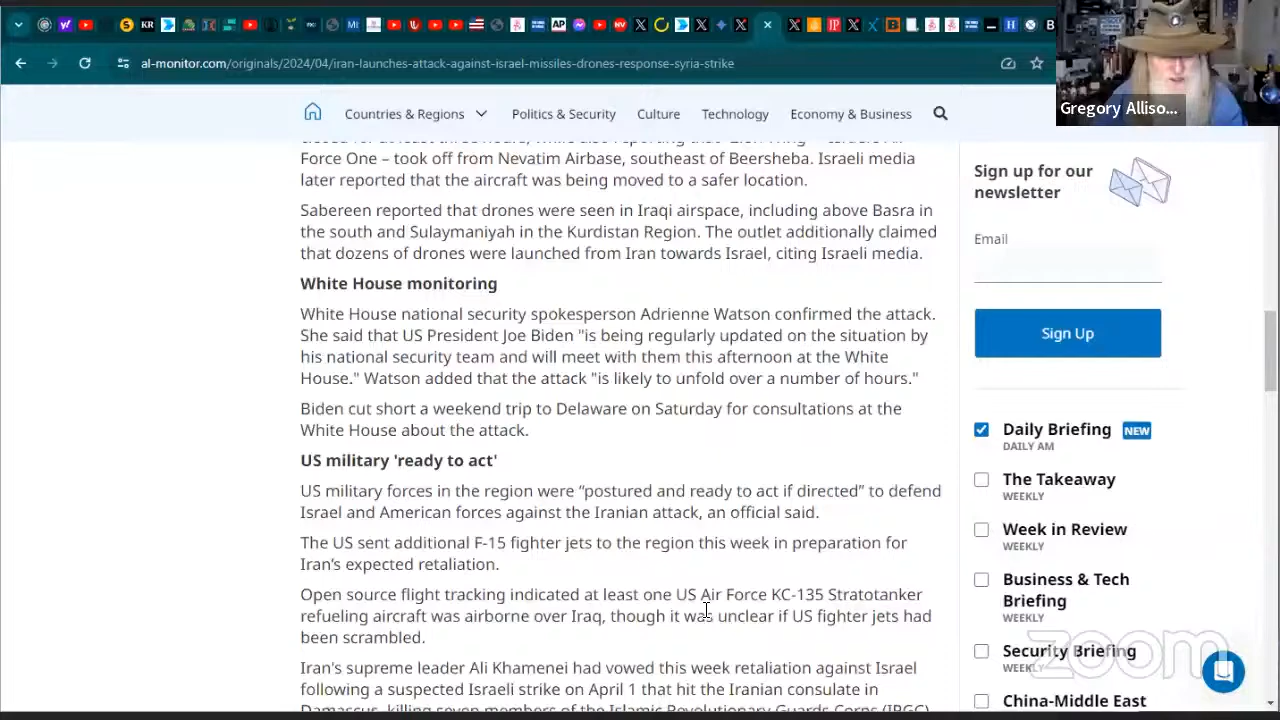 al-monitor.com/originals/2024/04/iran-launches-attack-against-israel-missiles-drones-response-syria-strike
Gregory Alliso...
Countries & Regions
Politics & Security
Culture
Technology
Economy & Business
Force One – took off from Nevatim Airbase, southeast of Beersheba. Israeli media
later reported that the aircraft was being moved to a safer location.
Sabereen reported that drones were seen in Iraqi airspace, including above Basra in
the south and Sulaymaniyah in the Kurdistan Region. The outlet additionally claimed
that dozens of drones were launched from Iran towards Israel, citing Israeli media.
White House monitoring
White House national security spokesperson Adrienne Watson confirmed the attack.
She said that US President Joe Biden "is being regularly updated on the situation by
his national security team and will meet with them this afternoon at the White
House." Watson added that the attack "is likely to unfold over a number of hours."
Biden cut short a weekend trip to Delaware on Saturday for consultations at the
White House about the attack.
US military 'ready to act'
US military forces in the region were “postured and ready to act if directed” to defend
Israel and American forces against the Iranian attack, an official said.
The US sent additional F-15 fighter jets to the region this week in preparation for
Iran’s expected retaliation.
Open source flight tracking indicated at least one US Air Force KC-135 Stratotanker
refueling aircraft was airborne over Iraq, though it was unclear if US fighter jets had
been scrambled.
Iran's supreme leader Ali Khamenei had vowed this week retaliation against Israel
following a suspected Israeli strike on April 1 that hit the Iranian consulate in
Damascus, killing seven members of the Islamic Revolutionary Guards Corps (IRGC)
Sign up for our
newsletter
Email
Sign Up
Daily Briefing NEW
DAILY AM
The Takeaway
WEEKLY
Week in Review
WEEKLY
Business & Tech
Briefing
WEEKLY
Security Briefing
WEEKLY
China-Middle East
zoom